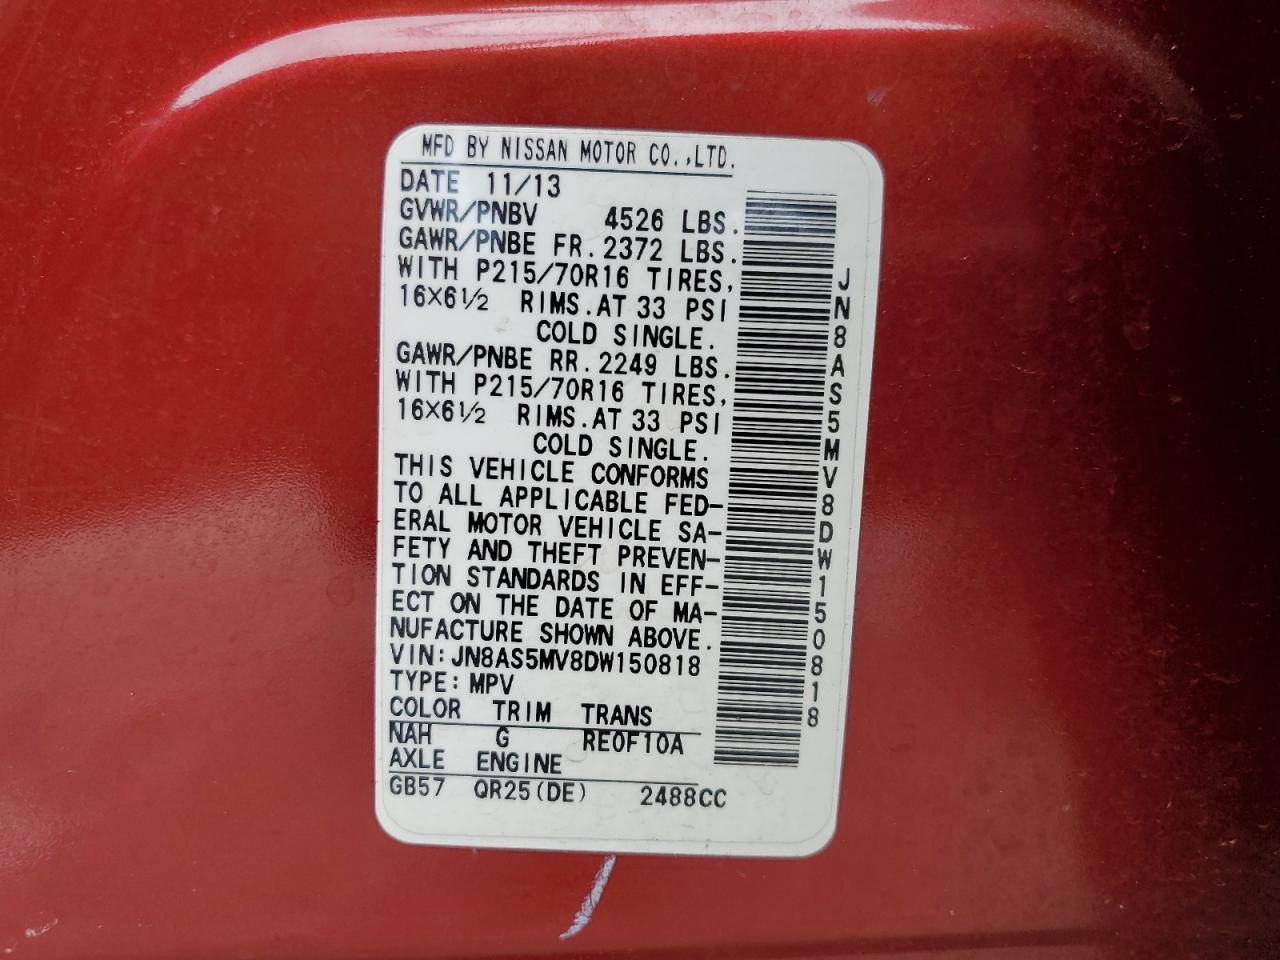 MFD BY NISSAN MOTOR CO.,LTD.
DATE 11/13
GVWR/PNBV 4526 LBS.
GAWR/PNBE FR.2372 LBS.
WITH P215/70R16 TIRES,
16X6½ RIMS.AT 33 PSI
COLD SINGLE.
GAWR/PNBE RR.2249 LBS.
WITH P215/70R16 TIRES,
16X6½ RIMS.AT 33 PSI
COLD SINGLE.
THIS VEHICLE CONFORMS
TO ALL APPLICABLE FED-
ERAL MOTOR VEHICLE SA-
FETY AND THEFT PREVEN-
TION STANDARDS IN EFF-
ECT ON THE DATE OF MA-
NUFACTURE SHOWN ABOVE.
VIN:JN8AS5MV8DW150818
TYPE:MPV
COLOR TRIM TRANS
NAH G RE0F10A
AXLE ENGINE
GB57 QR25(DE) 2488CC
JN8AS5MV8DW150818